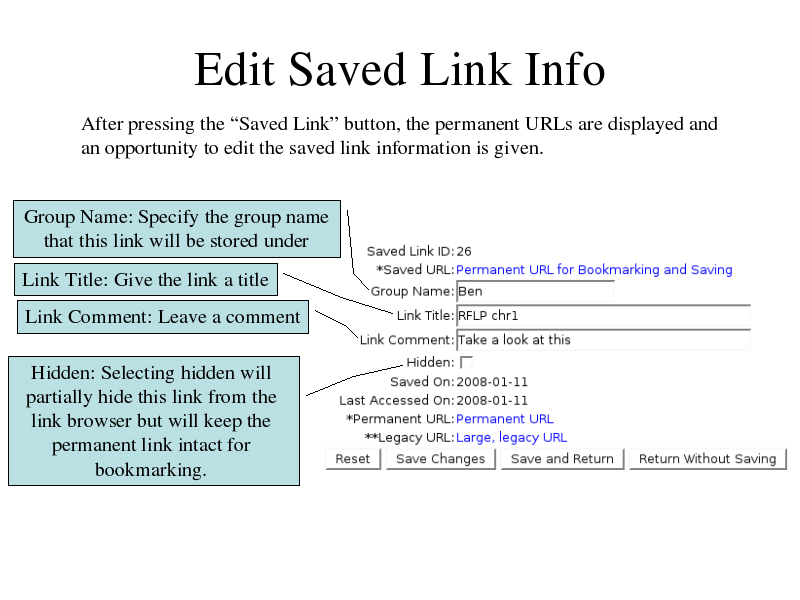 Edit Saved Link Info
After pressing the “Saved Link” button, the permanent URLs are displayed and
an opportunity to edit the saved link information is given.
Group Name: Specify the group name
that this link will be stored under
Link Title: Give the link a title
Link Comment: Leave a comment
Hidden: Selecting hidden will
partially hide this link from the
link browser but will keep the
permanent link intact for
bookmarking.
Saved Link ID: 26
*Saved URL: Permanent URL for Bookmarking and Saving
Group Name: Ben
Link Title: RFLP chr1
Link Comment: Take a look at this
Hidden:
Saved On: 2008-01-11
Last Accessed On: 2008-01-11
*Permanent URL: Permanent URL
**Legacy URL: Large, legacy URL
Reset Save Changes Save and Return Return Without Saving